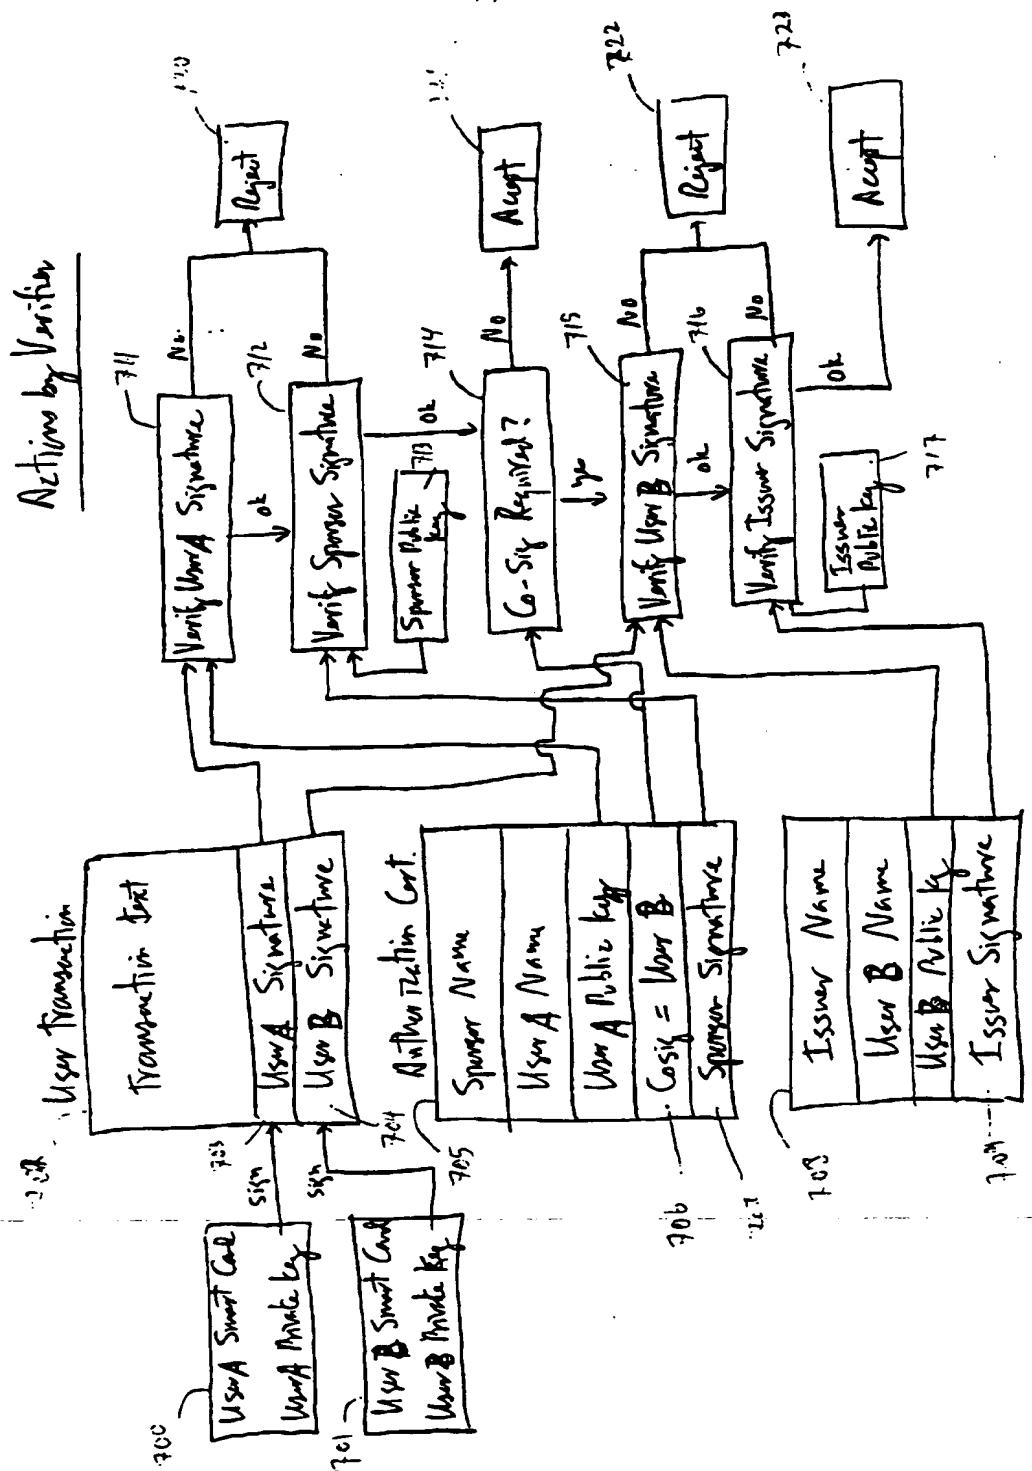 Actions by Verifier
User Transaction
Transaction text
User A Signature
User B Signature
703
704
700
User A Smart Card
User A Private key
sign
701
User B Smart Card
User B Private key
sign
Authorization Cert.
705
Sponsor Name
User A Name
User A Public key
Cosig = User B
Sponsor Signature
706
708
Issuer Name
User B Name
User B Public key
Issuer Signature
709
Verify User A Signature
711
No
ok
Verify Sponsor Signature
712
No
ok
Sponsor Public
key
713
Reject
Co-Sig Required?
714
No
yes
Accept
Verify User B Signature
715
No
ok
Verify Issuer Signature
716
No
ok
Issuer
Public key
717
Reject
722
Accept
723